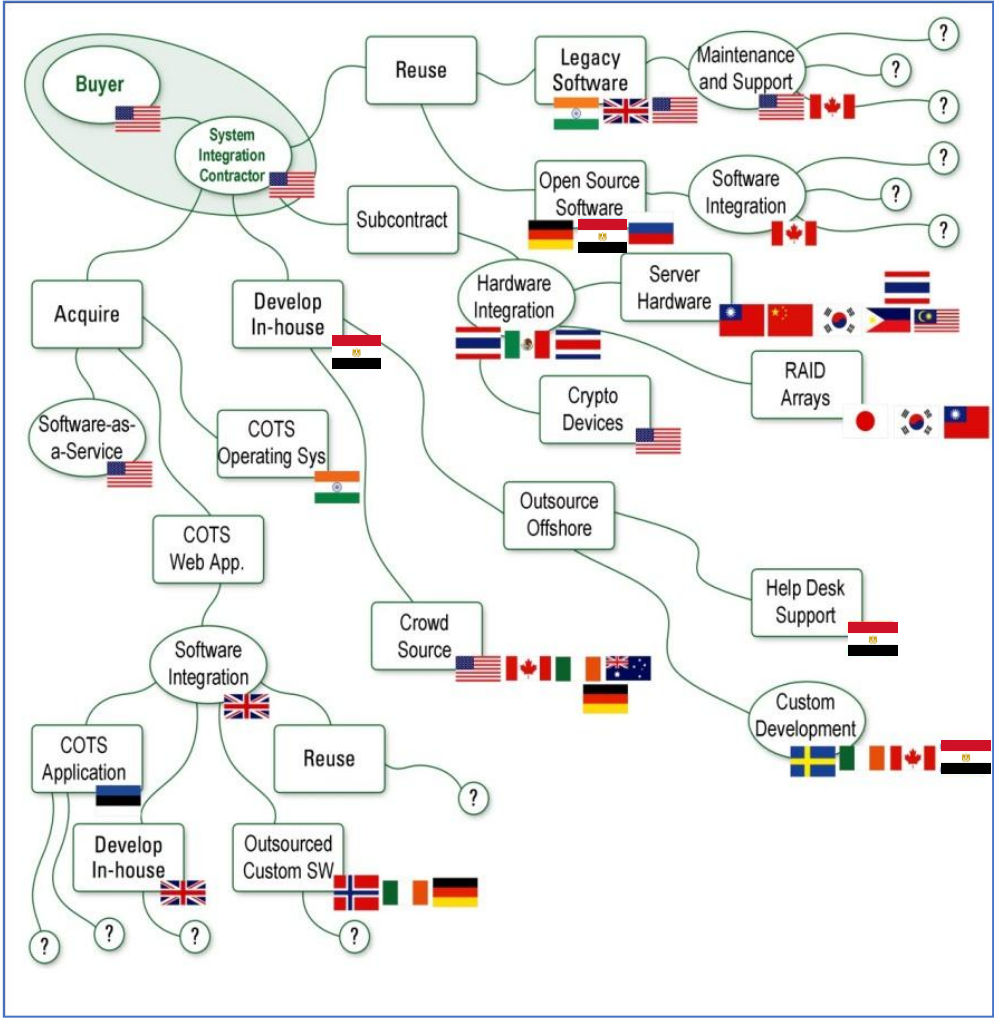 Buyer
System
Integration
Contractor
Reuse
Legacy
Software
Maintenance
and Support
?
?
?
Open Source
Software
Software
Integration
?
?
?
Subcontract
Hardware
Integration
Server
Hardware
RAID
Arrays
Crypto
Devices
Acquire
Develop
In-house
Software-as-
a-Service
COTS
Operating Sys
COTS
Web App.
Outsource
Offshore
Help Desk
Support
Crowd
Source
Custom
Development
Software
Integration
COTS
Application
Reuse
?
Develop
In-house
Outsourced
Custom SW
?
?
?
?